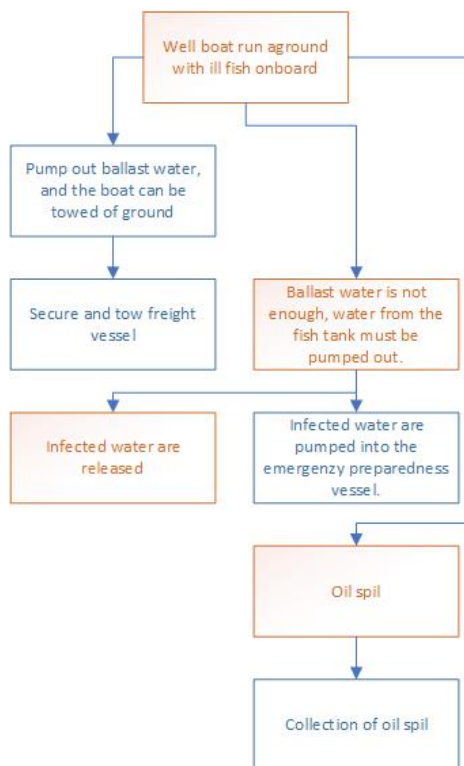 Well boat run aground
with ill fish onboard
Pump out ballast water,
and the boat can be
towed of ground
Secure and tow freight
vessel
Ballast water is not
enough, water from the
fish tank must be
pumped out.
Infected water are
released
Infected water are
pumped into the
emergenzy preparedness
vessel.
Oil spil
Collection of oil spil